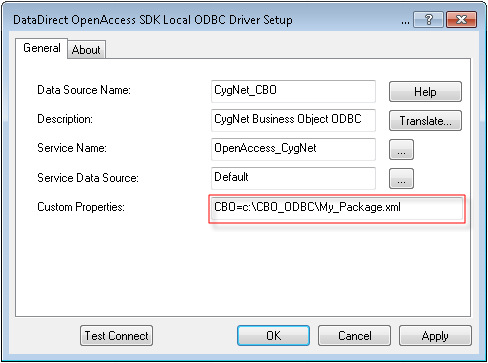 DataDirect OpenAccess SDK Local ODBC Driver Setup ... ?
General About
Data Source Name: CygNet_CBO Help
Description: CygNet Business Object ODBC Translate...
Service Name: OpenAccess_CygNet ...
Service Data Source: Default ...
Custom Properties: CBO=c:\CBO_ODBC\My_Package.xml
Test Connect OK Cancel Apply